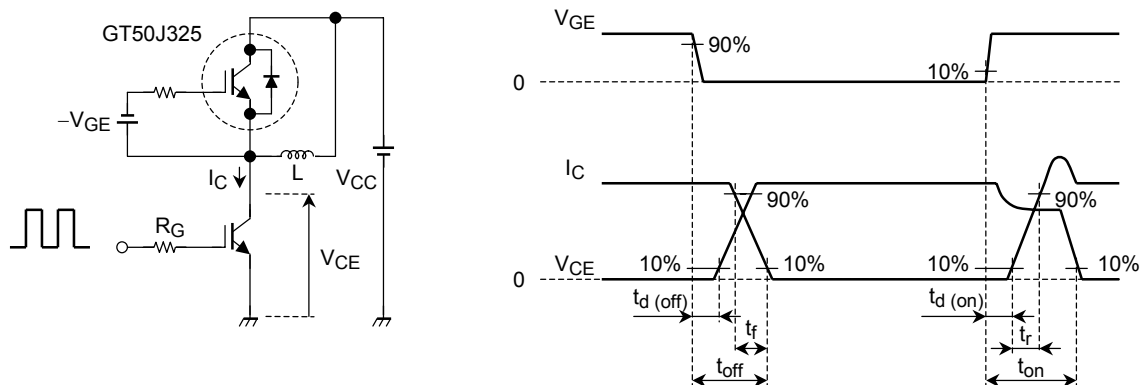 GT50J325
−VGE
IC
L
VCC
RG
VCE
VGE
90%
0
10%
IC
90%
90%
VCE
10%
10%
10%
10%
0
td (off)
td (on)
tf
tr
toff
ton